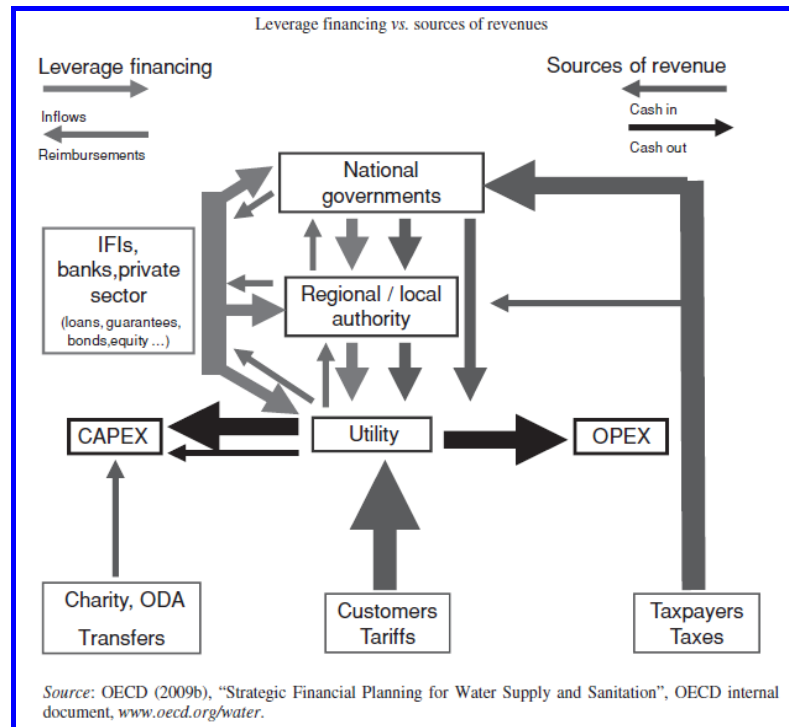 Leverage financing vs. sources of revenues
Leverage financing
Inflows
Reimbursements
Sources of revenue
Cash in
Cash out
National
governments
IFIs,
banks,private
sector
(loans, guarantees,
bonds,equity ...)
Regional / local
authority
CAPEX
Utility
OPEX
Charity, ODA
Transfers
Customers
Tariffs
Taxpayers
Taxes
Source: OECD (2009b), “Strategic Financial Planning for Water Supply and Sanitation”, OECD internal
document, www.oecd.org/water.